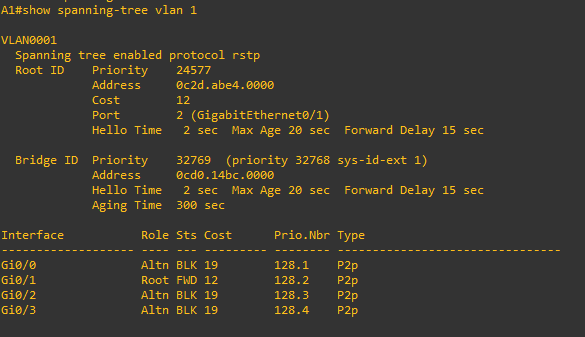 A1#show spanning-tree vlan 1
VLAN0001
  Spanning tree enabled protocol rstp
  Root ID    Priority    24577
             Address     0c2d.abe4.0000
             Cost        12
             Port        2 (GigabitEthernet0/1)
             Hello Time   2 sec  Max Age 20 sec  Forward Delay 15 sec
  Bridge ID  Priority    32769  (priority 32768 sys-id-ext 1)
             Address     0cd0.14bc.0000
             Hello Time   2 sec  Max Age 20 sec  Forward Delay 15 sec
             Aging Time  300 sec
Interface           Role Sts Cost      Prio.Nbr Type
------------------- ---- --- --------- -------- --------------------------------
Gi0/0               Altn BLK 19        128.1    P2p
Gi0/1               Root FWD 12        128.2    P2p
Gi0/2               Altn BLK 19        128.3    P2p
Gi0/3               Altn BLK 19        128.4    P2p